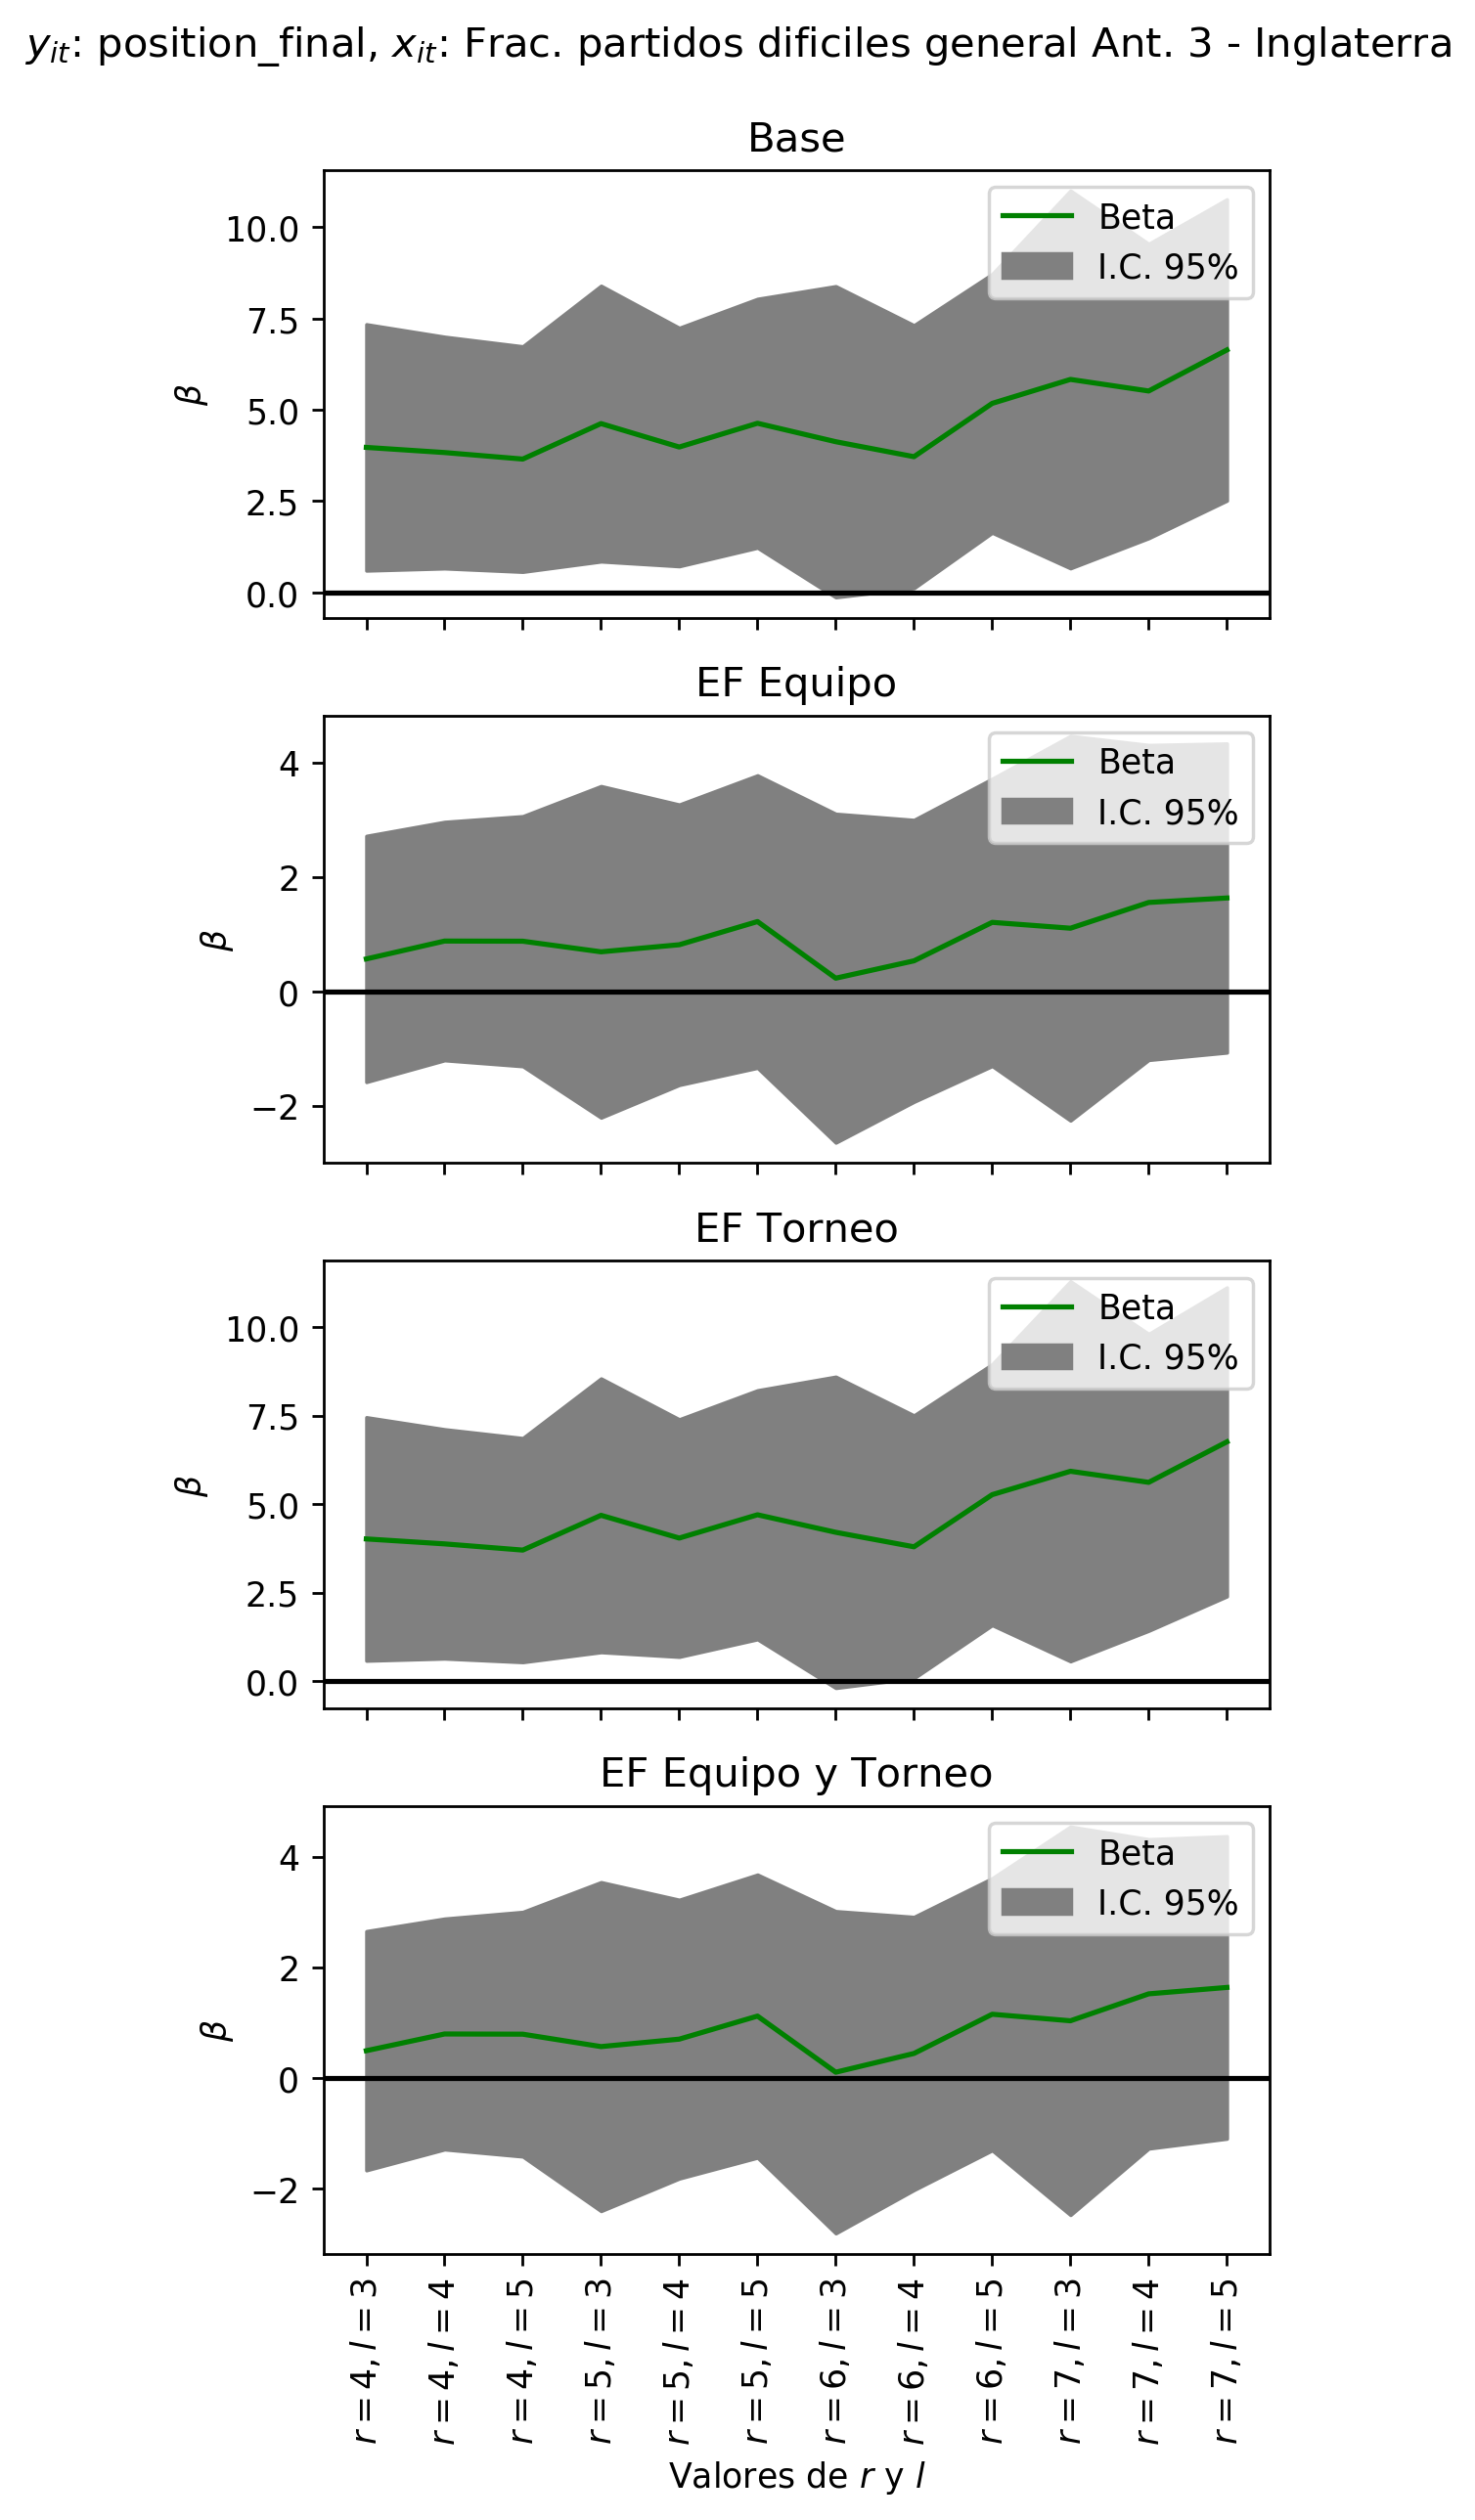 y_it: position_final, x_it: Frac. partidos dificiles general Ant. 3 - Inglaterra
Base
Beta
I.C. 95%
10.0
7.5
5.0
2.5
0.0
β
EF Equipo
Beta
I.C. 95%
4
2
0
−2
β
EF Torneo
Beta
I.C. 95%
10.0
7.5
5.0
2.5
0.0
β
EF Equipo y Torneo
Beta
I.C. 95%
4
2
0
−2
β
r = 4, l = 3
r = 4, l = 4
r = 4, l = 5
r = 5, l = 3
r = 5, l = 4
r = 5, l = 5
r = 6, l = 3
r = 6, l = 4
r = 6, l = 5
r = 7, l = 3
r = 7, l = 4
r = 7, l = 5
Valores de r y l